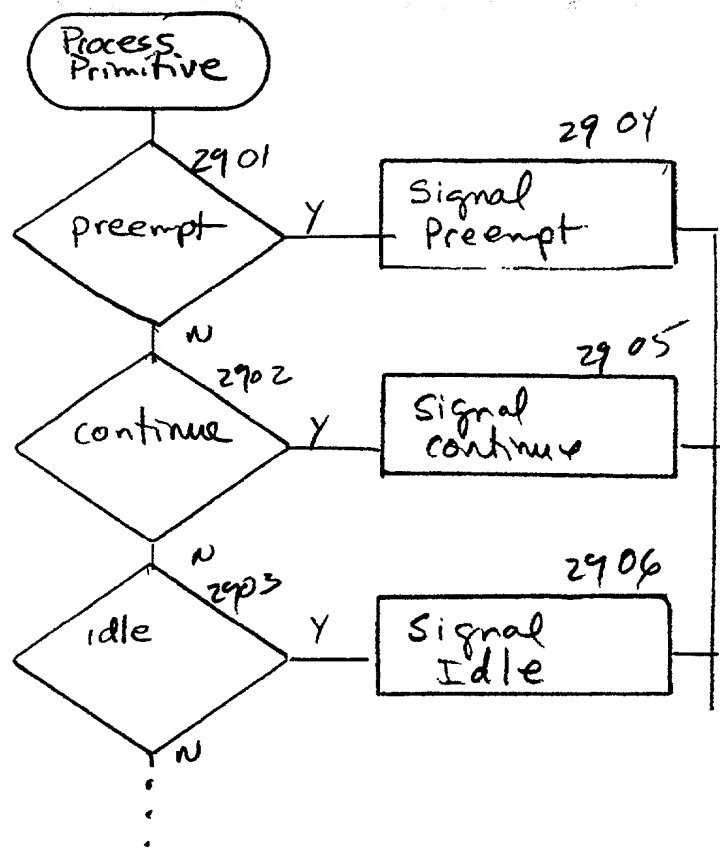 Process
Primitive
2901
preempt
Y
N
2904
Signal
Preempt
2902
continue
Y
N
2905
Signal
continue
2903
idle
Y
N
2906
Signal
Idle